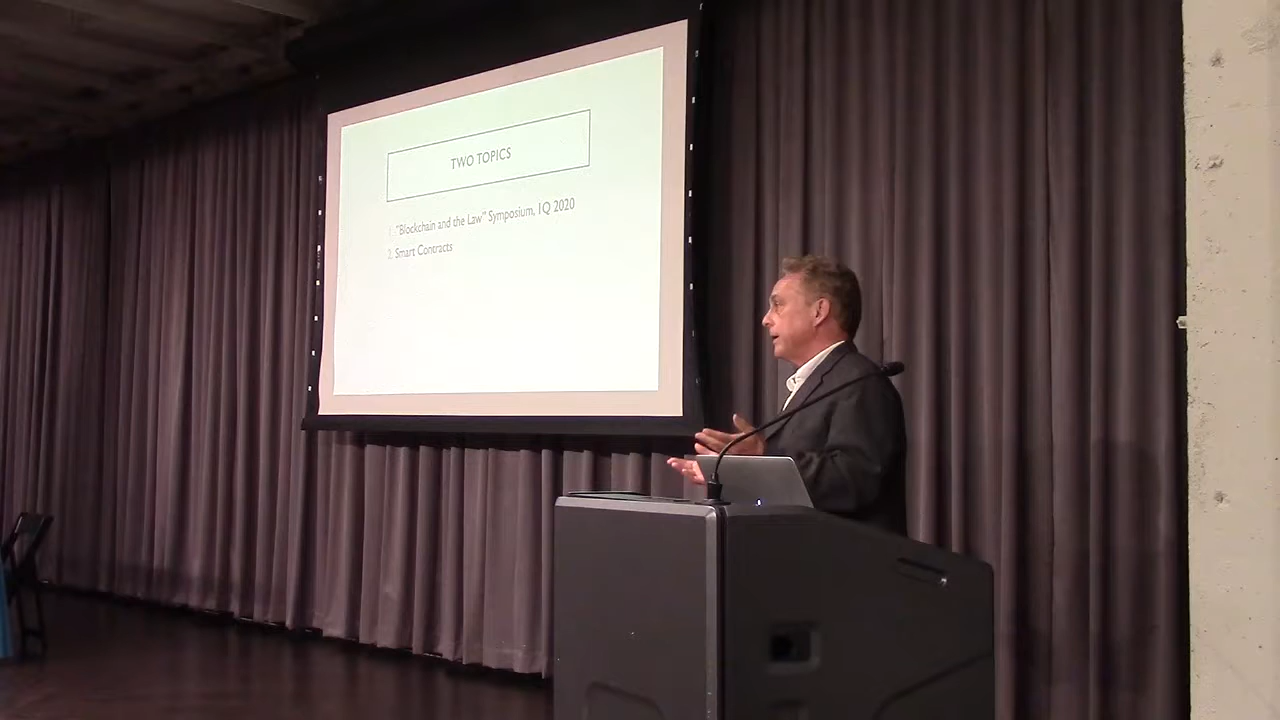 TWO TOPICS
1. "Blockchain and the Law" Symposium, 1Q 2020
2. Smart Contracts